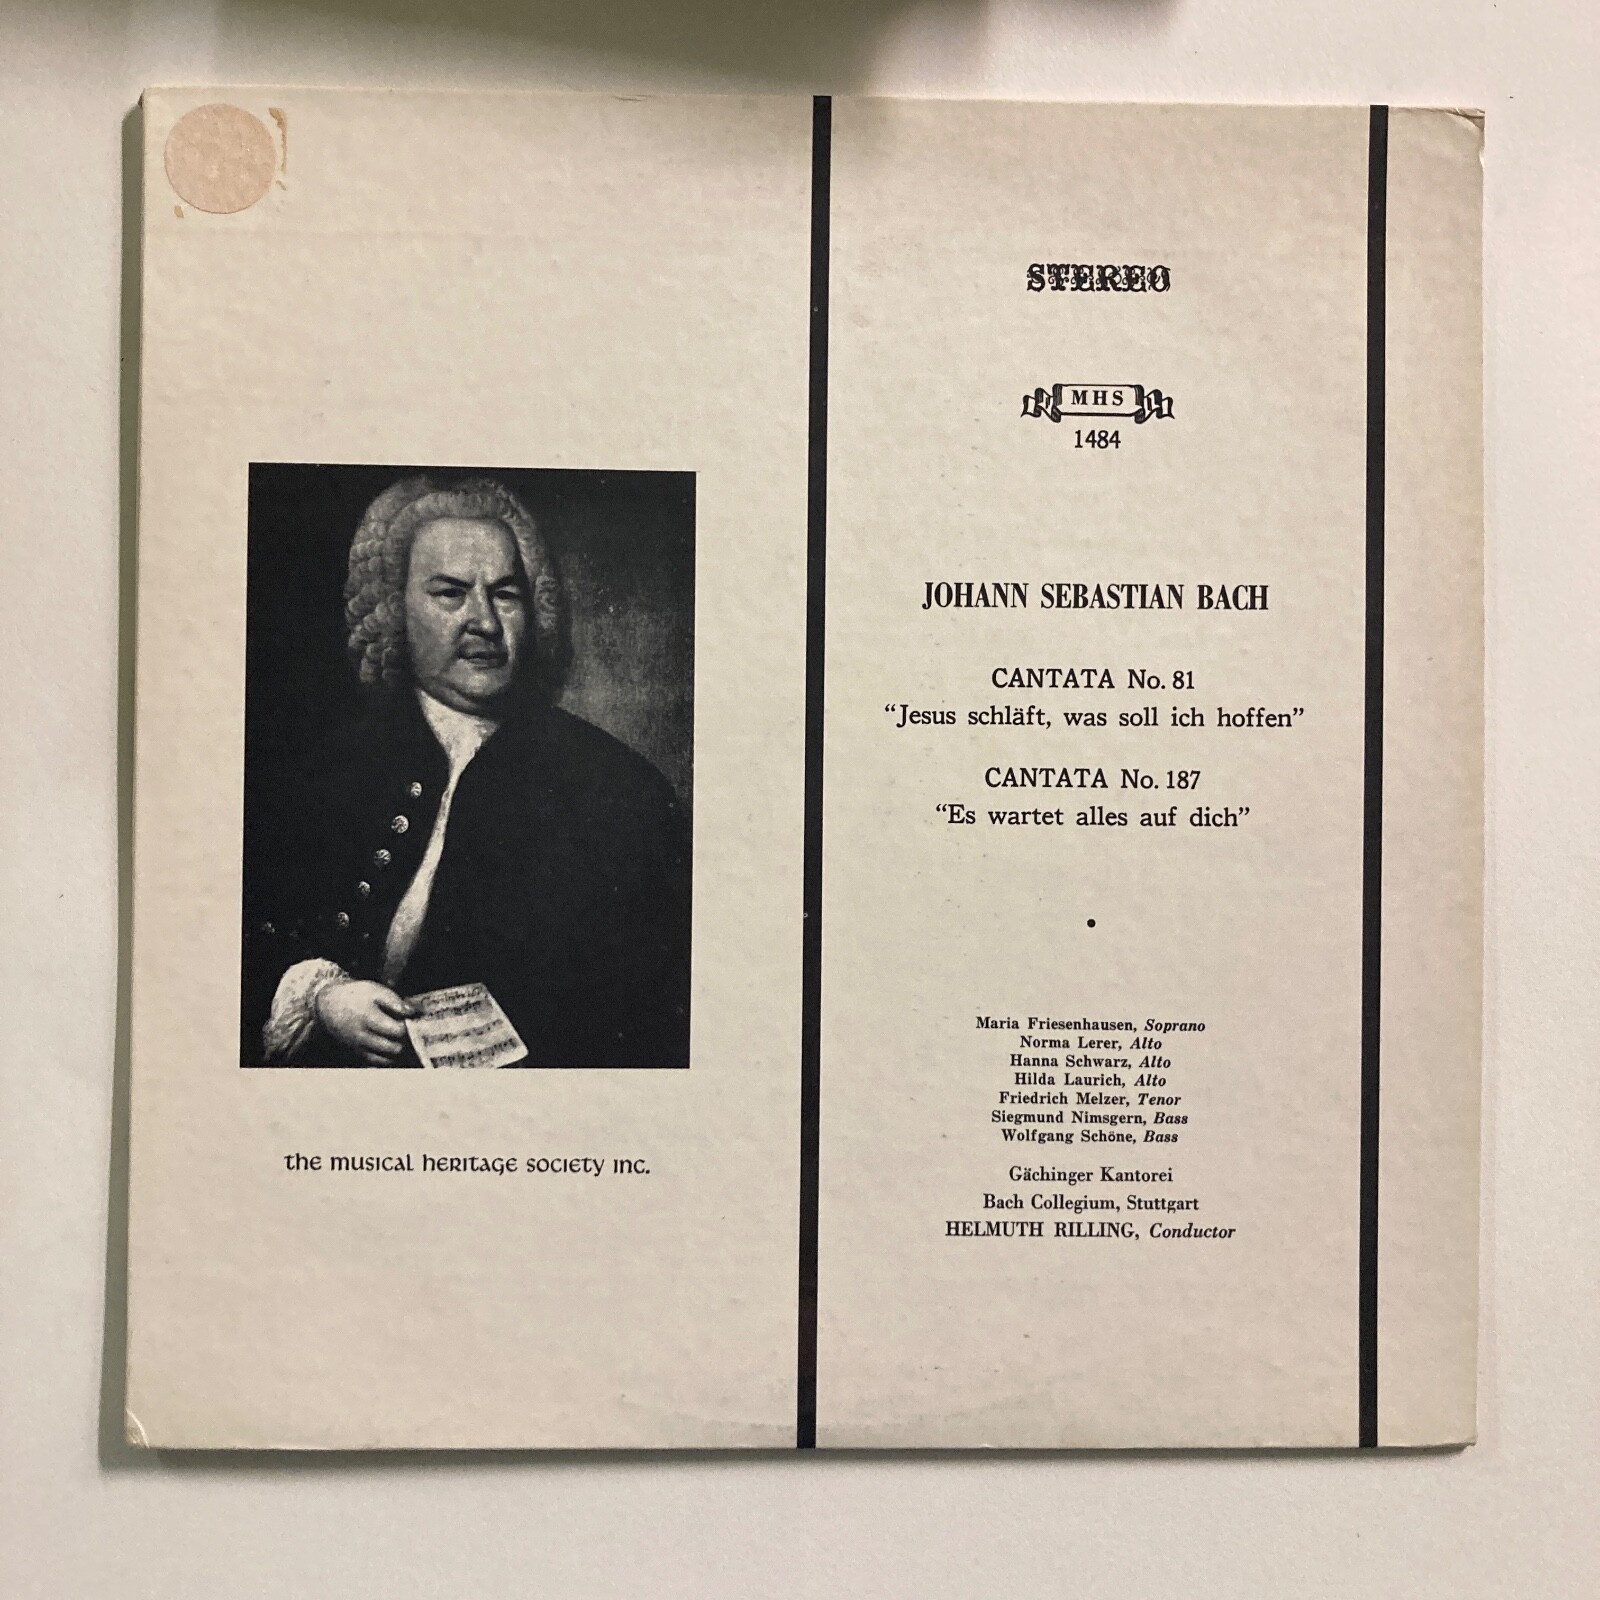 STEREO
MHS
1484
JOHANN SEBASTIAN BACH
CANTATA No. 81
“Jesus schläft, was soll ich hoffen”
CANTATA No. 187
“Es wartet alles auf dich”
Maria Friesenhausen, Soprano
Norma Lerer, Alto
Hanna Schwarz, Alto
Hilda Laurich, Alto
Friedrich Melzer, Tenor
Siegmund Nimsgern, Bass
Wolfgang Schöne, Bass
Gächinger Kantorei
Bach Collegium, Stuttgart
HELMUTH RILLING, Conductor
the musical heritage society inc.